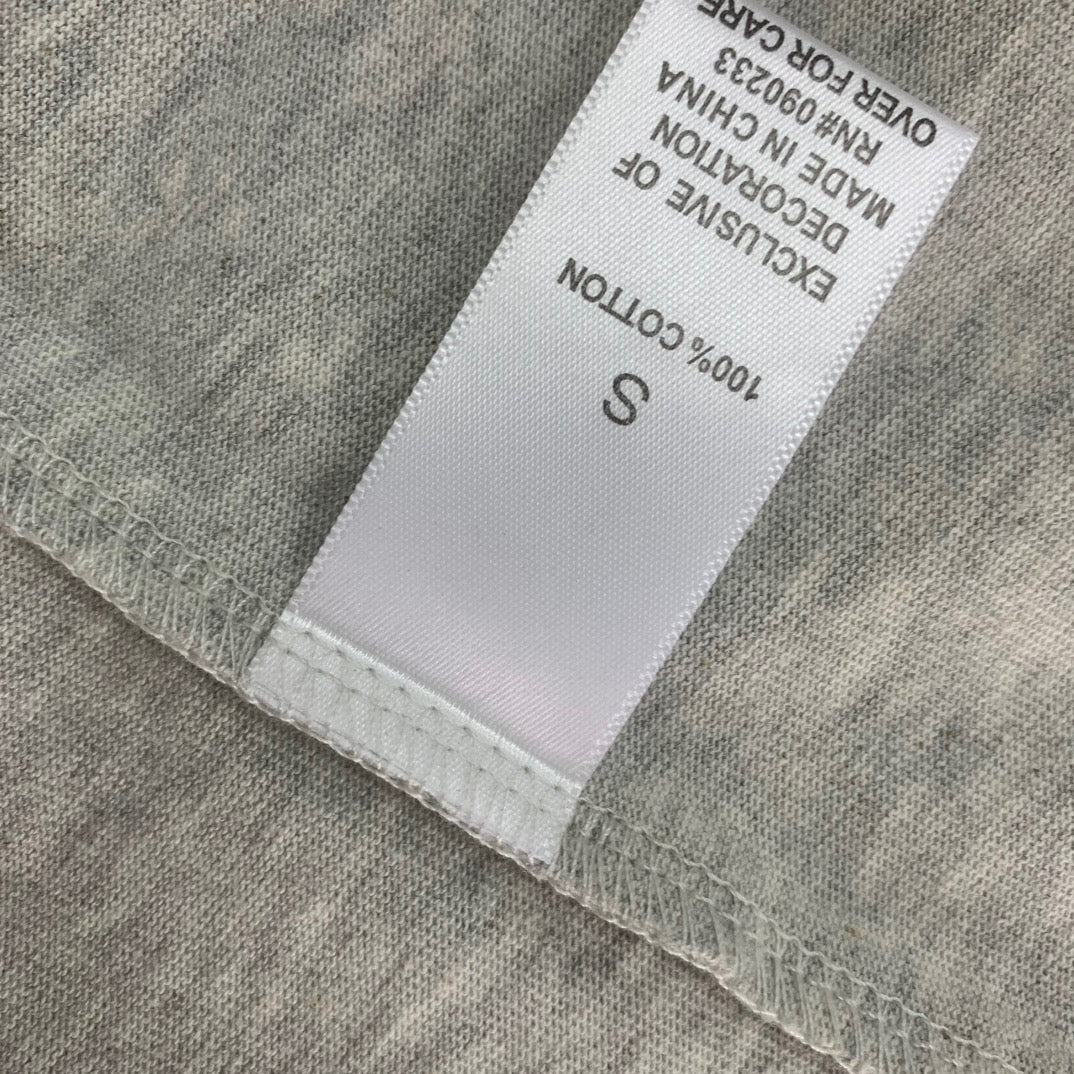 S
100% COTTON
EXCLUSIVE OF
DECORATION
MADE IN CHINA
RN# 090233
OVER FOR CARE